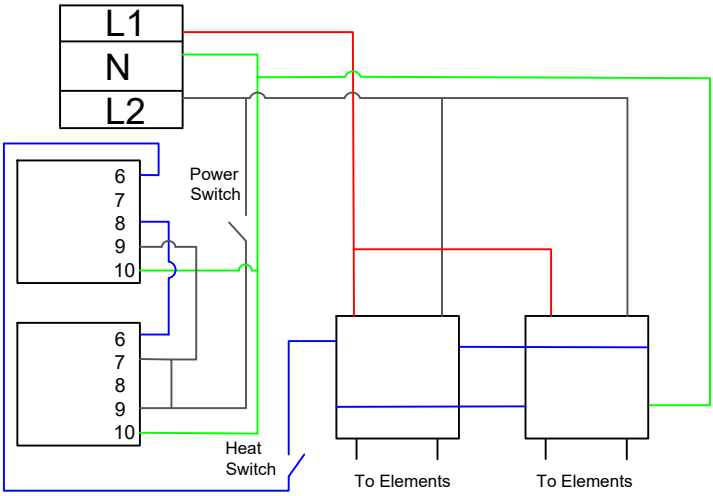 L1
N
L2
6
7
8
9
10
Power
Switch
6
7
8
9
10
Heat
Switch
To Elements
To Elements